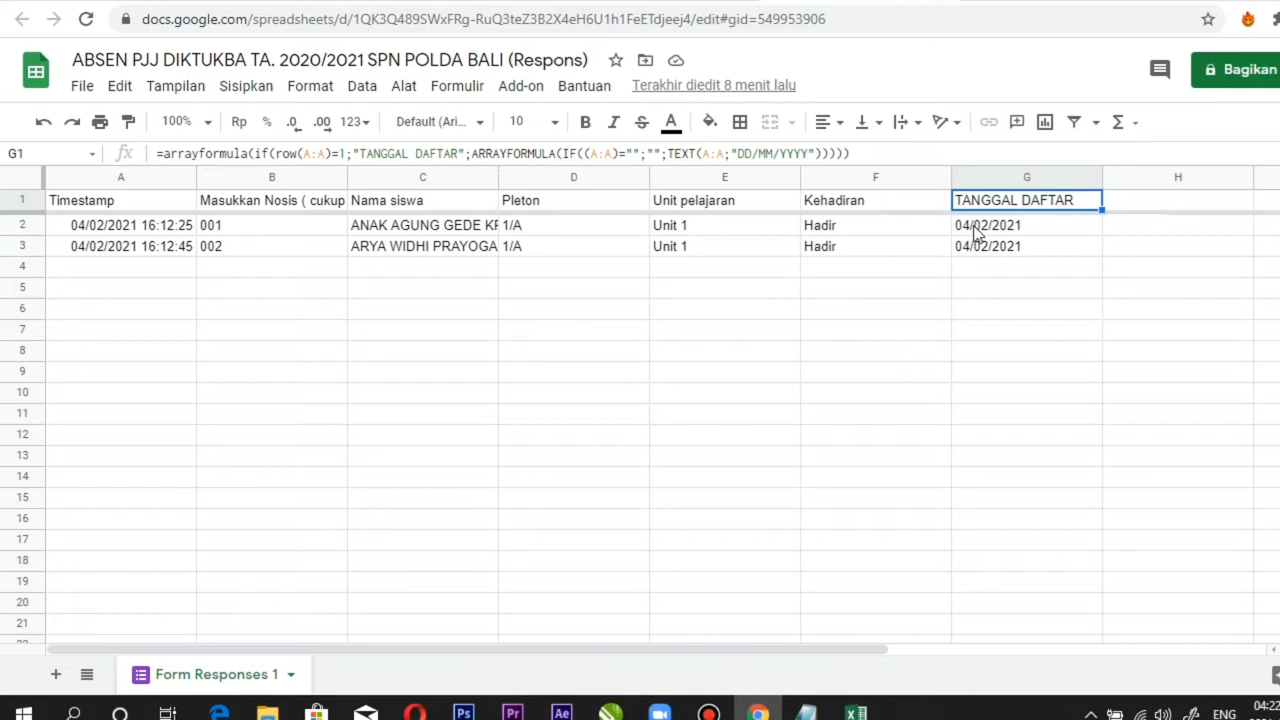 docs.google.com/spreadsheets/d/1QK3Q489SWxFRg-RuQ3teZ3B2X4eH6U1h1FeETdjeej4/edit#gid=549953906
ABSEN PJJ DIKTUKBA TA. 2020/2021 SPN POLDA BALI (Respons)
File Edit Tampilan Sisipkan Format Data Alat Formulir Add-on Bantuan Terakhir diedit 8 menit lalu
Bagikan
100% Rp % .0 .00 123 Default (Ari... 10 B I S A Σ
G1 fx =arrayformula(if(row(A:A)=1;"TANGGAL DAFTAR";ARRAYFORMULA(IF((A:A)="";"";TEXT(A:A;"DD/MM/YYYY")))))
A B C D E F G H
1 Timestamp Masukkan Nosis ( cukup Nama siswa Pleton Unit pelajaran Kehadiran TANGGAL DAFTAR
2 04/02/2021 16:12:25 001 ANAK AGUNG GEDE KF 1/A Unit 1 Hadir 04/02/2021
3 04/02/2021 16:12:45 002 ARYA WIDHI PRAYOGA 1/A Unit 1 Hadir 04/02/2021
4
5
6
7
8
9
10
11
12
13
14
15
16
17
18
19
20
21
Form Responses 1
Ps Pr Ae ENG 04:22